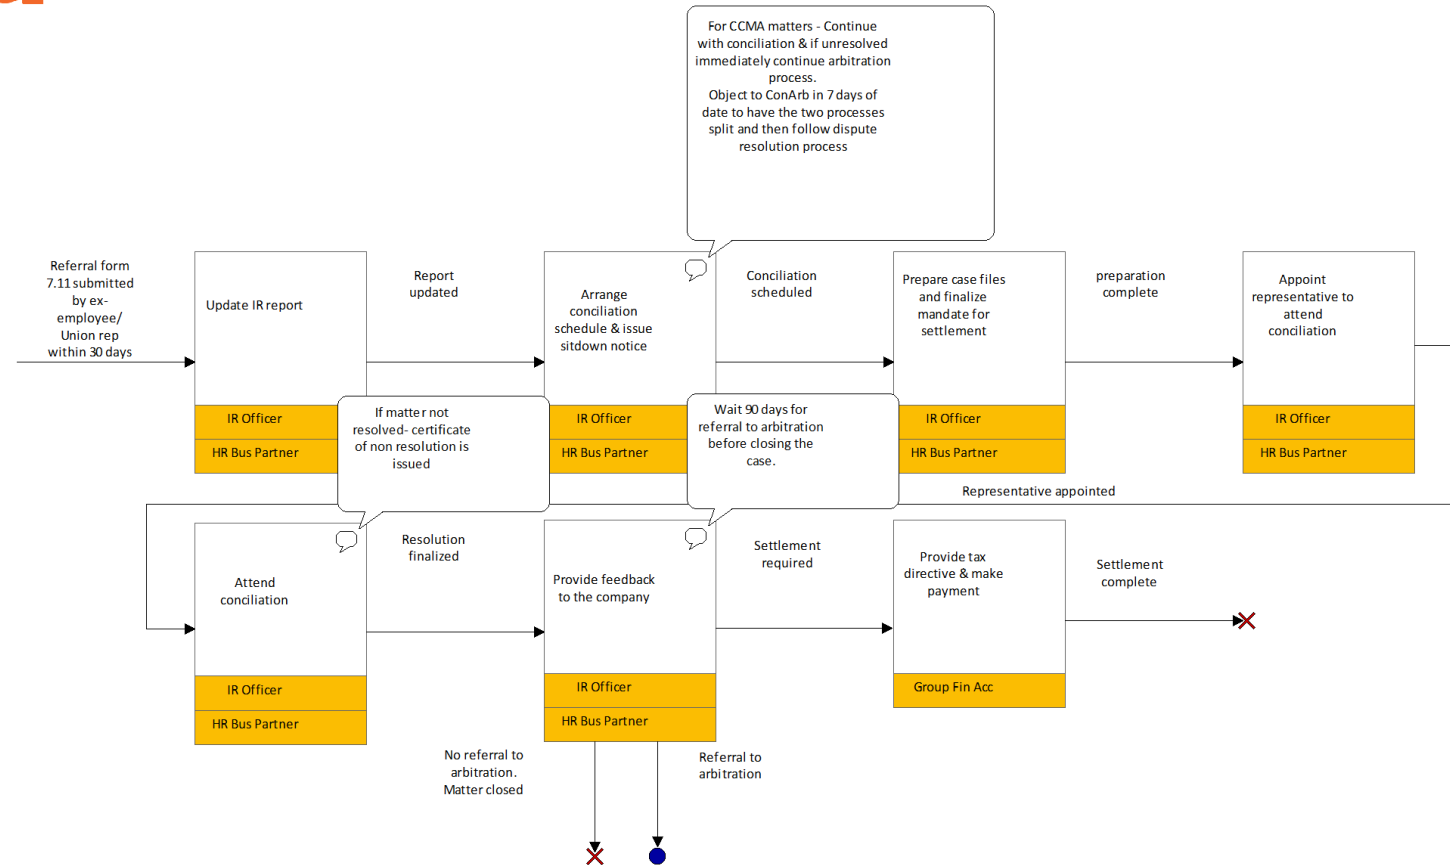 For CCMA matters - Continue
with conciliation & if unresolved
immediately continue arbitration
process.
Object to ConArb in 7 days of
date to have the two processes
split and then follow dispute
resolution process
Referral form
7.11 submitted
by ex-
employee/
Union rep
within 30 days
Update IR report
IR Officer
HR Bus Partner
Report
updated
Arrange
conciliation
schedule & issue
sitdown notice
IR Officer
HR Bus Partner
Conciliation
scheduled
Prepare case files
and finalize
mandate for
settlement
IR Officer
HR Bus Partner
preparation
complete
Appoint
representative to
attend
conciliation
IR Officer
HR Bus Partner
Representative appointed
If matter not
resolved- certificate
of non resolution is
issued
Attend
conciliation
IR Officer
HR Bus Partner
Resolution
finalized
Wait 90 days for
referral to arbitration
before closing the
case.
Provide feedback
to the company
IR Officer
HR Bus Partner
Settlement
required
Provide tax
directive & make
payment
Group Fin Acc
Settlement
complete
No referral to
arbitration.
Matter closed
Referral to
arbitration